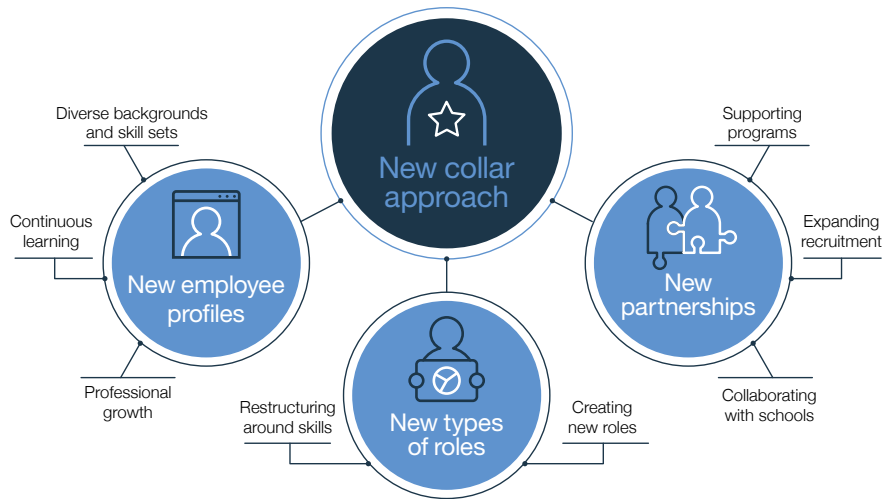 New collar
approach
Diverse backgrounds
and skill sets
Continuous
learning
Professional
growth
New employee
profiles
Restructuring
around skills
Creating
new roles
New types
of roles
Supporting
programs
Expanding
recruitment
Collaborating
with schools
New
partnerships